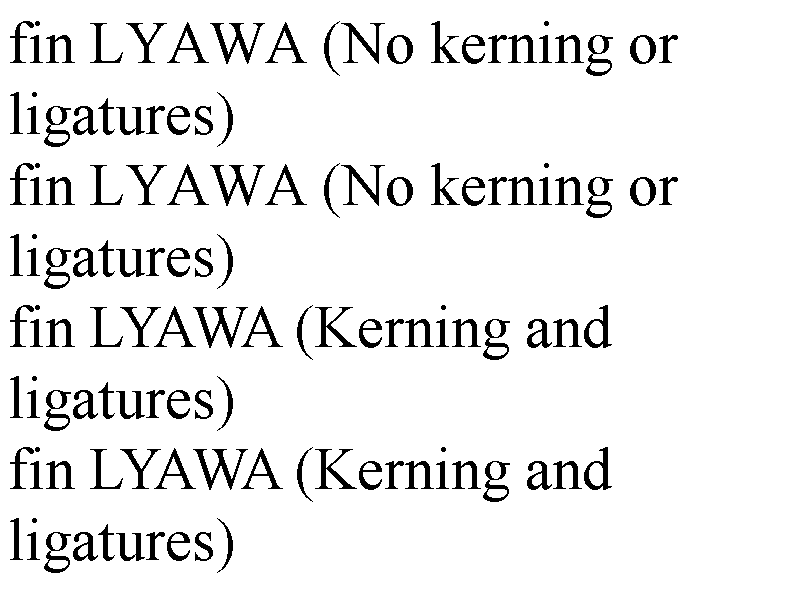 fin LYAWA (No kerning or
ligatures)
fin LYAWA (No kerning or
ligatures)
fin LYAWA (Kerning and
ligatures)
fin LYAWA (Kerning and
ligatures)